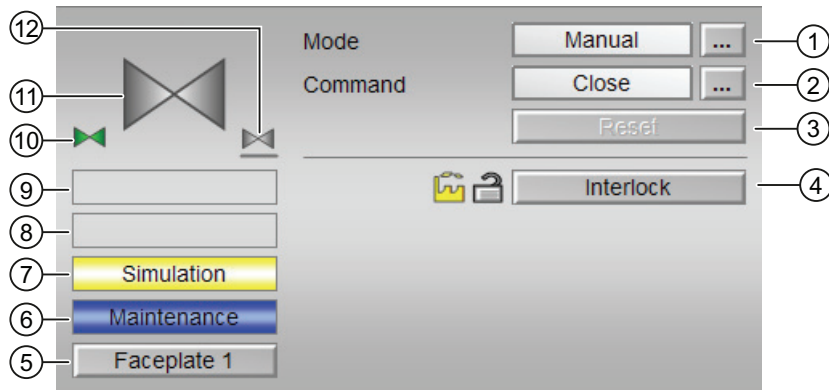 12
Mode Manual ... 1
11
Command Close ... 2
10
Reset 3
9
Interlock 4
8
7 Simulation
6 Maintenance
5 Faceplate 1